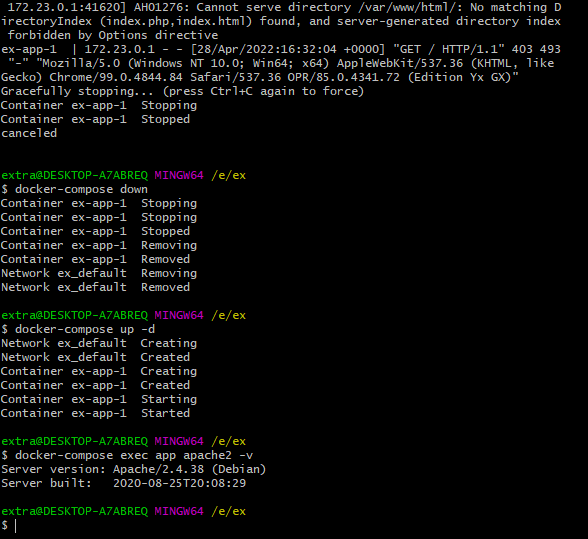 172.23.0.1:41620] AH01276: Cannot serve directory /var/www/html/: No matching D
irectoryIndex (index.php,index.html) found, and server-generated directory index
forbidden by Options directive
ex-app-1  | 172.23.0.1 - - [28/Apr/2022:16:32:04 +0000] "GET / HTTP/1.1" 403 493
"-" "Mozilla/5.0 (Windows NT 10.0; Win64; x64) AppleWebKit/537.36 (KHTML, like
Gecko) Chrome/99.0.4844.84 Safari/537.36 OPR/85.0.4341.72 (Edition Yx GX)"
Gracefully stopping... (press Ctrl+C again to force)
Container ex-app-1  Stopping
Container ex-app-1  Stopped
canceled
extra@DESKTOP-A7ABREQ MINGW64 /e/ex
$ docker-compose down
Container ex-app-1  Stopping
Container ex-app-1  Stopping
Container ex-app-1  Stopped
Container ex-app-1  Removing
Container ex-app-1  Removed
Network ex_default  Removing
Network ex_default  Removed
extra@DESKTOP-A7ABREQ MINGW64 /e/ex
$ docker-compose up -d
Network ex_default  Creating
Network ex_default  Created
Container ex-app-1  Creating
Container ex-app-1  Created
Container ex-app-1  Starting
Container ex-app-1  Started
extra@DESKTOP-A7ABREQ MINGW64 /e/ex
$ docker-compose exec app apache2 -v
Server version: Apache/2.4.38 (Debian)
Server built:   2020-08-25T20:08:29
extra@DESKTOP-A7ABREQ MINGW64 /e/ex
$